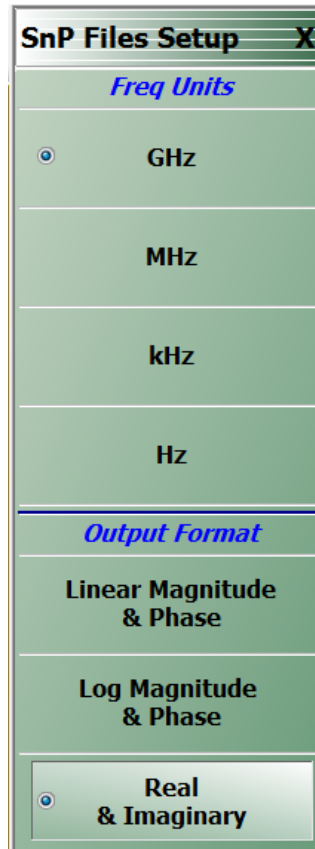 SnP Files Setup X
Freq Units
GHz
MHz
kHz
Hz
Output Format
Linear Magnitude
& Phase
Log Magnitude
& Phase
Real
& Imaginary